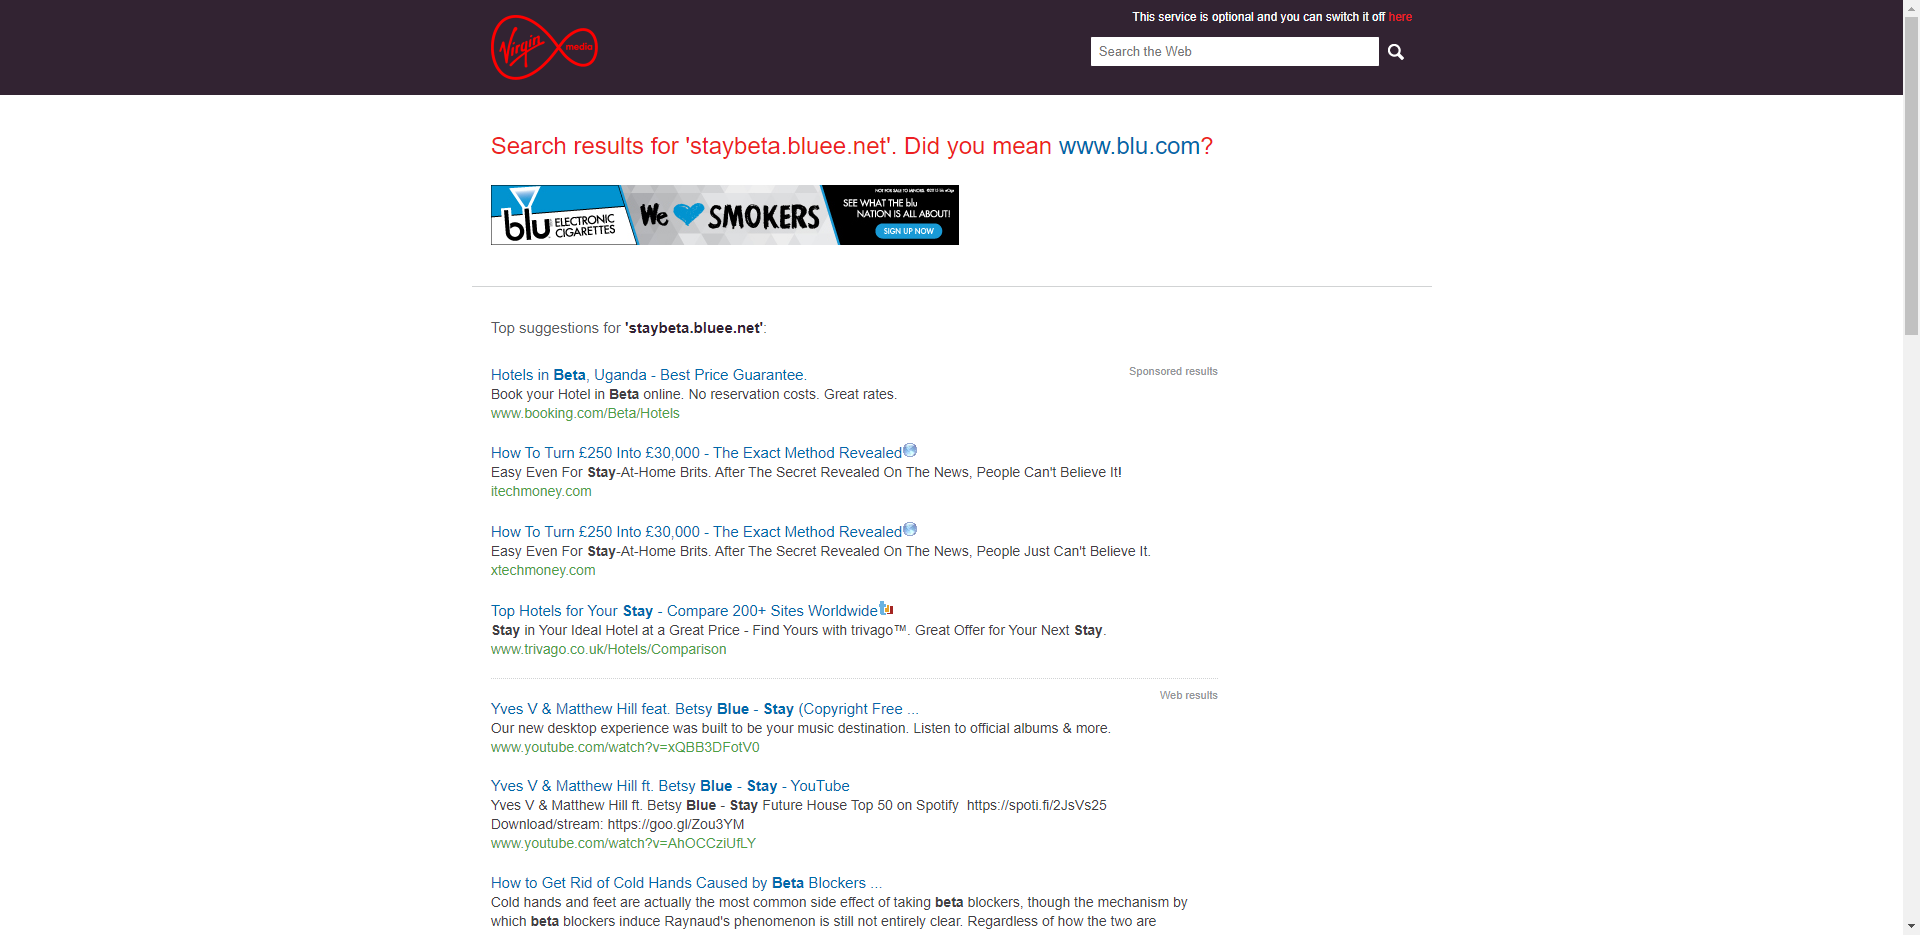 Virgin media
This service is optional and you can switch it off here
Search the Web
Search results for 'staybeta.bluee.net'. Did you mean www.blu.com?
blu ELECTRONIC CIGARETTES
We SMOKERS
SEE WHAT THE blu
NATION IS ALL ABOUT!
SIGN UP NOW
Top suggestions for 'staybeta.bluee.net':
Hotels in Beta, Uganda - Best Price Guarantee.
Sponsored results
Book your Hotel in Beta online. No reservation costs. Great rates.
www.booking.com/Beta/Hotels
How To Turn £250 Into £30,000 - The Exact Method Revealed
Easy Even For Stay-At-Home Brits. After The Secret Revealed On The News, People Can't Believe It!
itechmoney.com
How To Turn £250 Into £30,000 - The Exact Method Revealed
Easy Even For Stay-At-Home Brits. After The Secret Revealed On The News, People Just Can't Believe It.
xtechmoney.com
Top Hotels for Your Stay - Compare 200+ Sites Worldwide
Stay in Your Ideal Hotel at a Great Price - Find Yours with trivago™. Great Offer for Your Next Stay.
www.trivago.co.uk/Hotels/Comparison
Web results
Yves V & Matthew Hill feat. Betsy Blue - Stay (Copyright Free ...
Our new desktop experience was built to be your music destination. Listen to official albums & more.
www.youtube.com/watch?v=xQBB3DFotV0
Yves V & Matthew Hill ft. Betsy Blue - Stay - YouTube
Yves V & Matthew Hill ft. Betsy Blue - Stay Future House Top 50 on Spotify https://spoti.fi/2JsVs25
Download/stream: https://goo.gl/Zou3YM
www.youtube.com/watch?v=AhOCCziUfLY
How to Get Rid of Cold Hands Caused by Beta Blockers ...
Cold hands and feet are actually the most common side effect of taking beta blockers, though the mechanism by
which beta blockers induce Raynaud's phenomenon is still not entirely clear. Regardless of how the two are